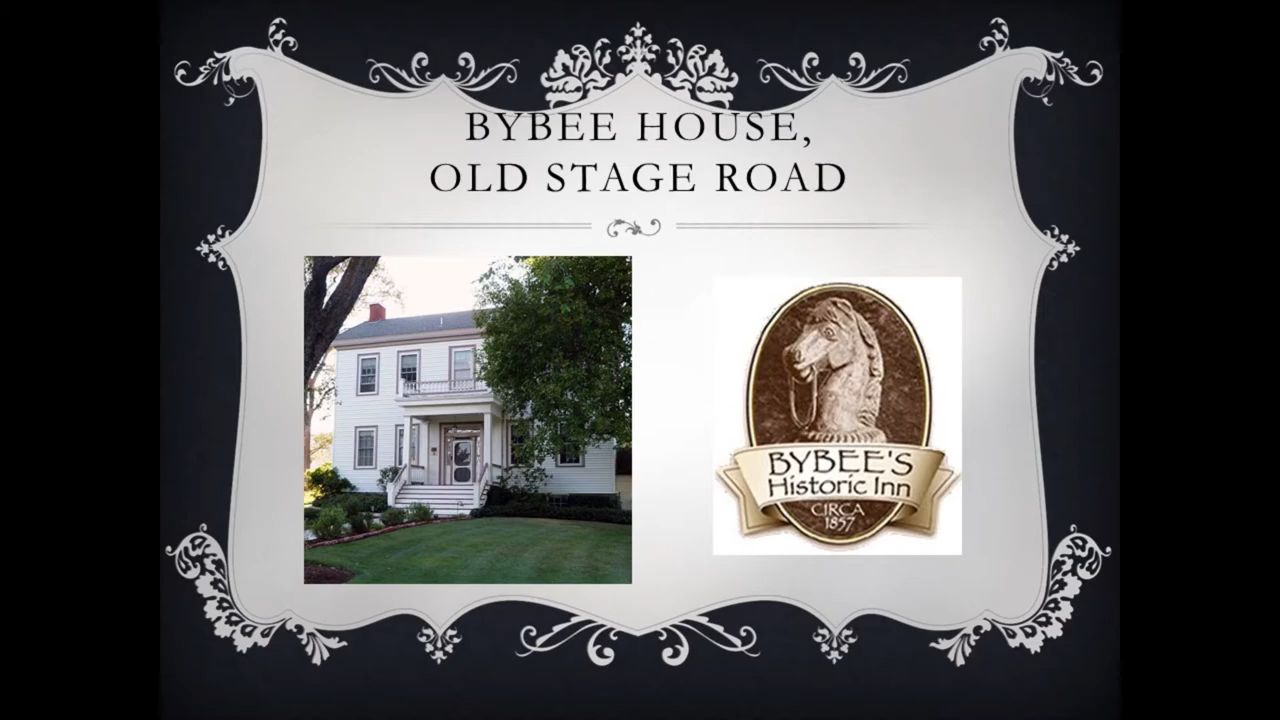 BYBEE HOUSE,
OLD STAGE ROAD
BYBEE'S
Historic Inn
CIRCA
1857